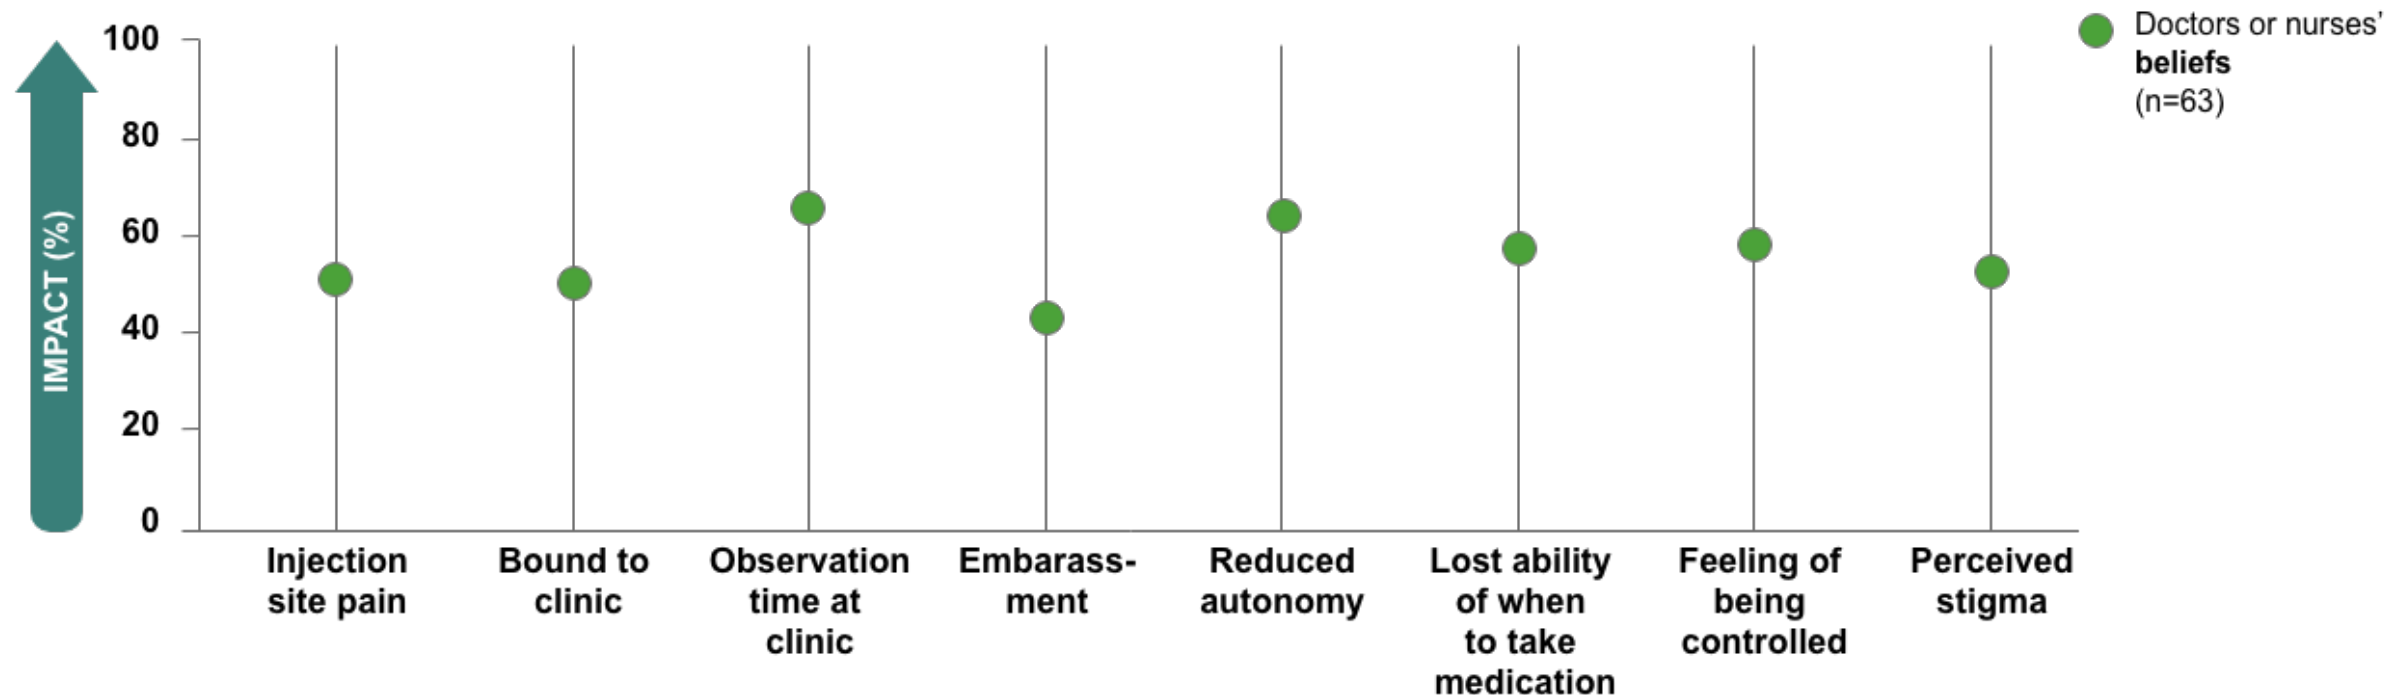 IMPACT (%)
100
80
60
40
20
0
Injection
site pain
Bound to
clinic
Observation
time at
clinic
Embarass-
ment
Reduced
autonomy
Lost ability
of when
to take
medication
Feeling of
being
controlled
Perceived
stigma
Doctors or nurses’
beliefs
(n=63)